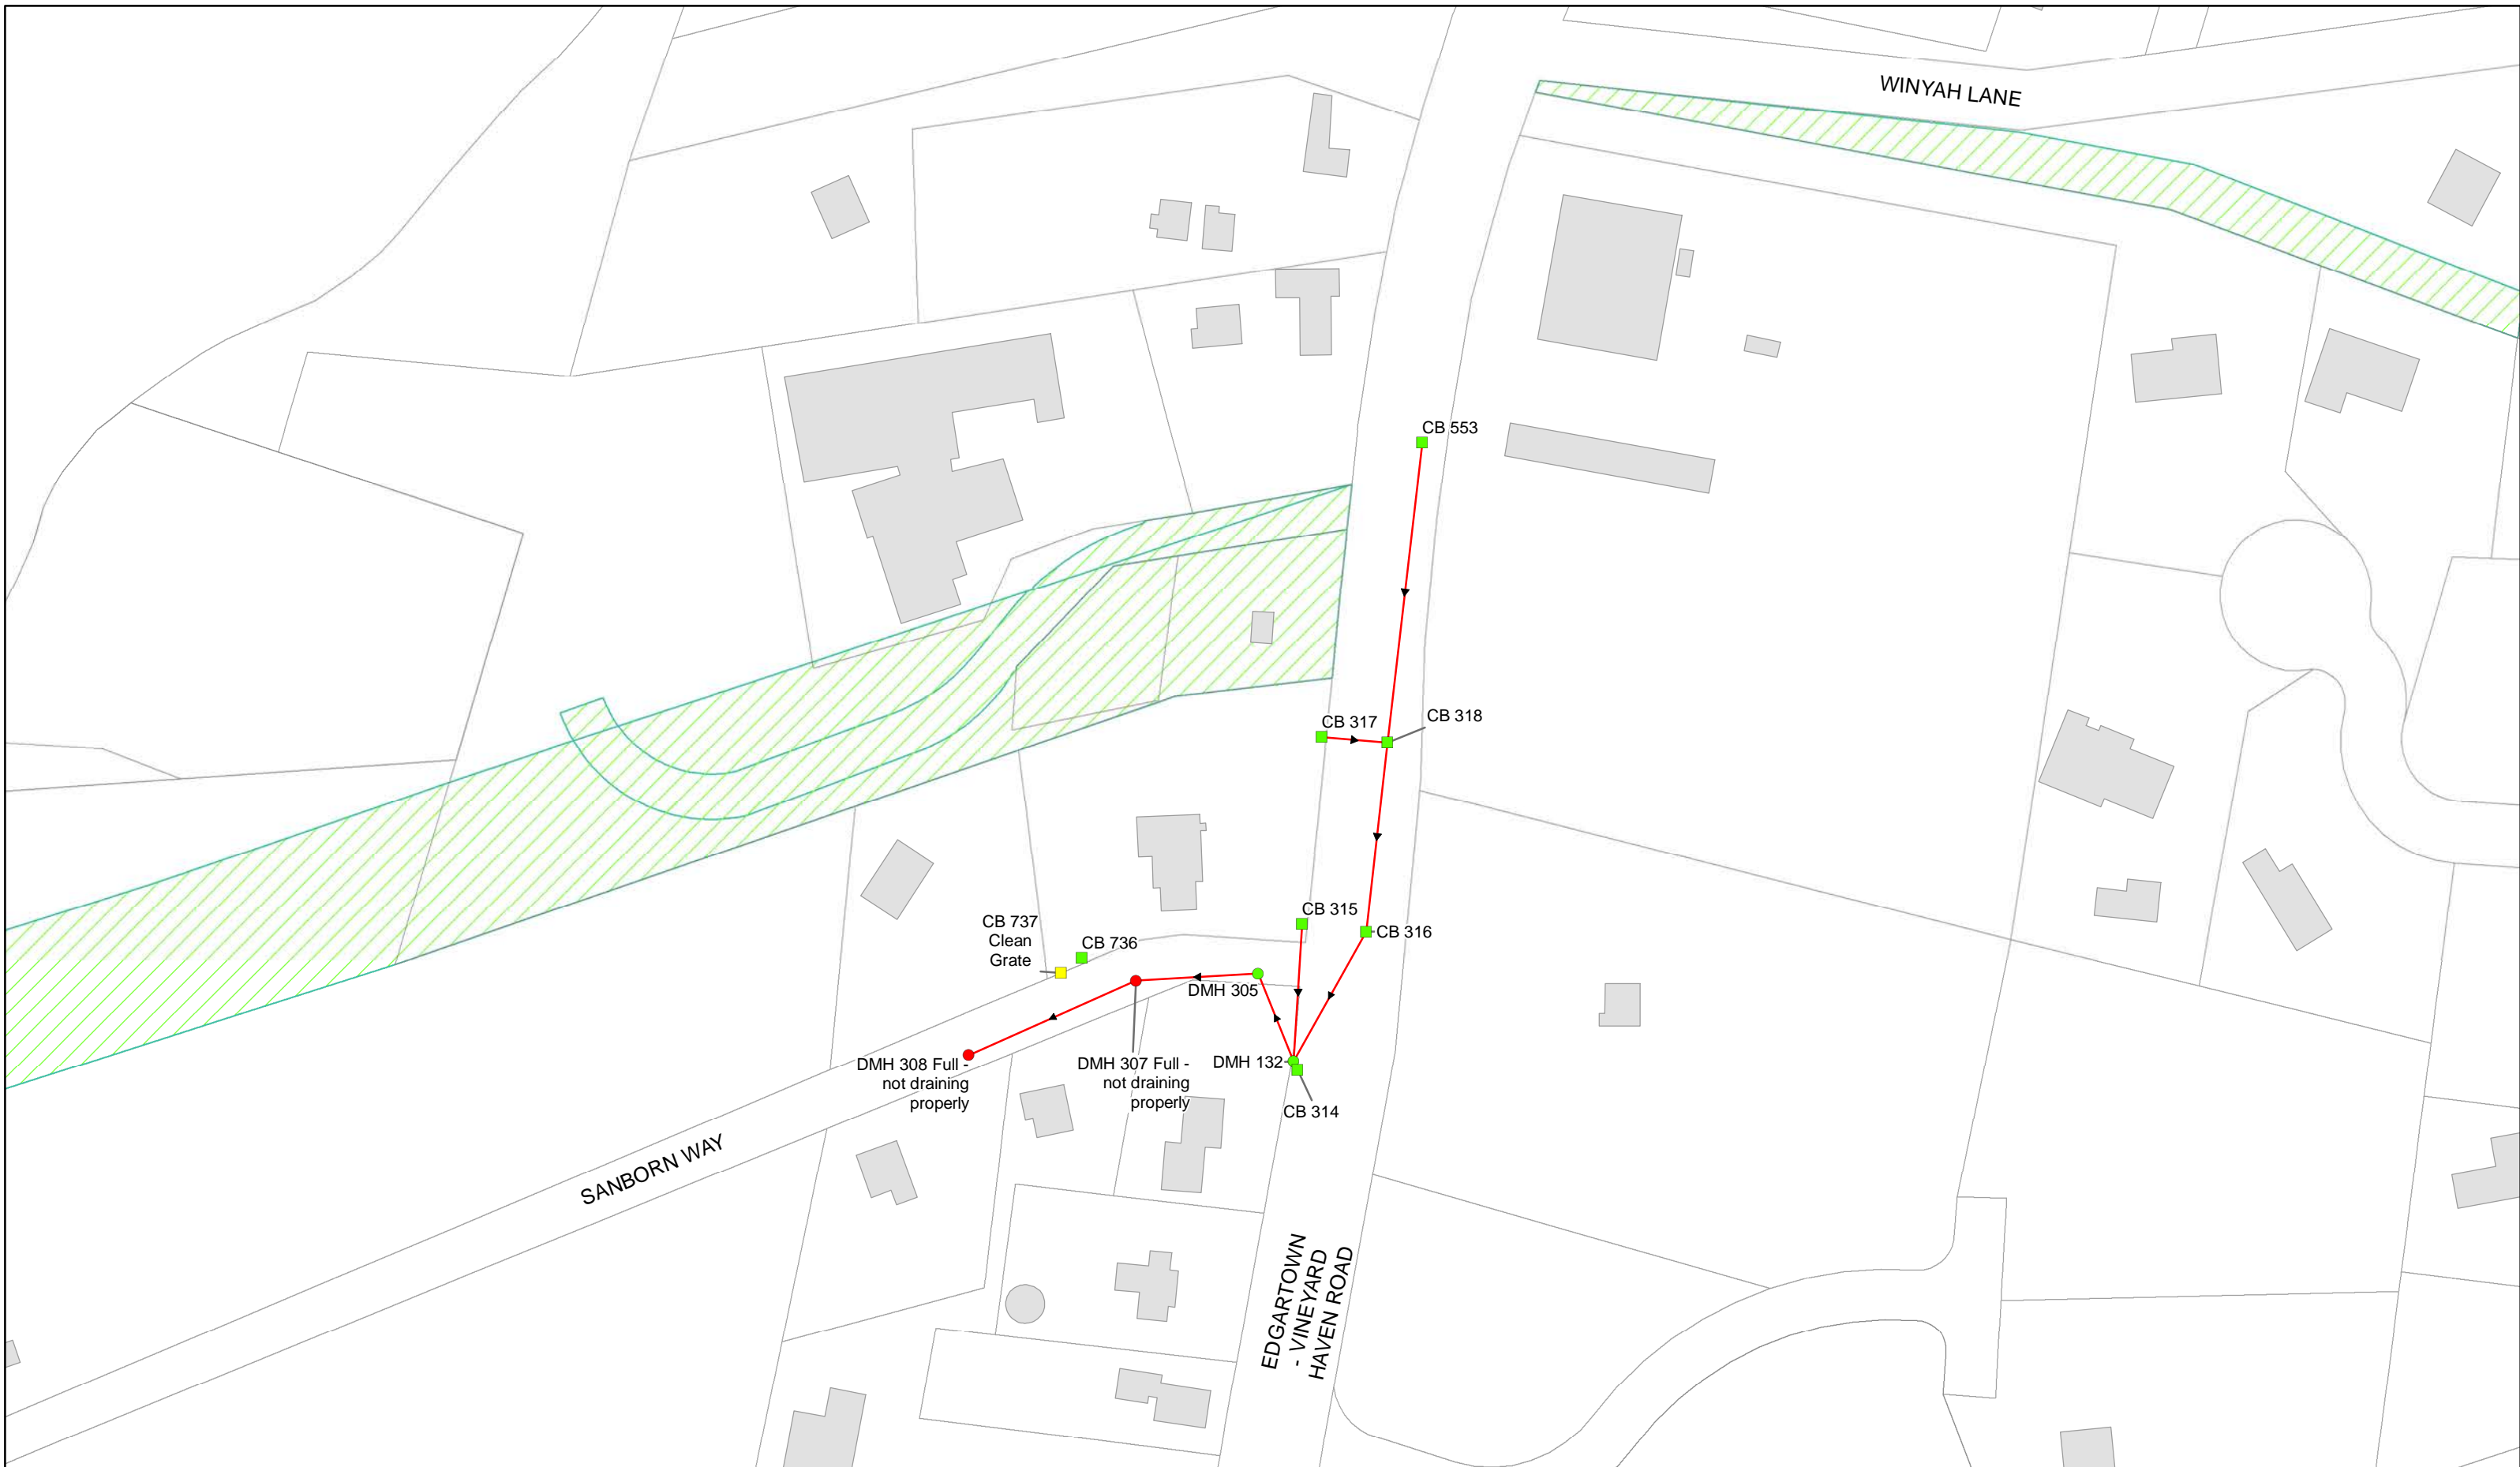 WINYAH LANE
CB 553
CB 317
CB 318
CB 315
CB 316
CB 737
Clean
Grate
CB 736
DMH 305
DMH 308 Full -
not draining
properly
DMH 307 Full -
not draining
properly
DMH 132
CB 314
SANBORN WAY
EDGARTOWN
- VINEYARD
HAVEN ROAD